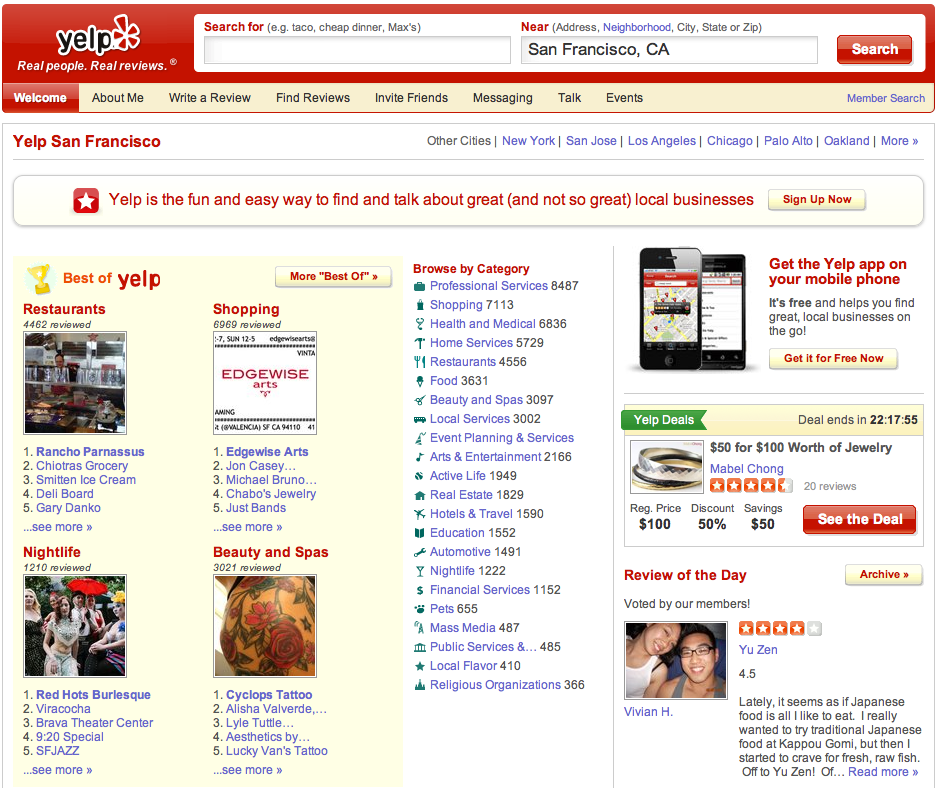 yelp
Real people. Real reviews. ®
Search for (e.g. taco, cheap dinner, Max's)
Near (Address, Neighborhood, City, State or Zip)
San Francisco, CA
Search
Welcome
About Me
Write a Review
Find Reviews
Invite Friends
Messaging
Talk
Events
Member Search
Yelp San Francisco
Other Cities | New York | San Jose | Los Angeles | Chicago | Palo Alto | Oakland | More »
Yelp is the fun and easy way to find and talk about great (and not so great) local businesses
Sign Up Now
Best of yelp
More "Best Of" »
Restaurants
4462 reviewed
1. Rancho Parnassus
2. Chiotras Grocery
3. Smitten Ice Cream
4. Deli Board
5. Gary Danko
...see more »
Shopping
6969 reviewed
:-7, SUN 12-5 edgewisearts@
VINTA
EDGEWISE
arts
AMING
it (@VALENCIA) SF CA 94110 41
1. Edgewise Arts
2. Jon Casey…
3. Michael Bruno…
4. Chabo's Jewelry
5. Just Bands
...see more »
Nightlife
1210 reviewed
1. Red Hots Burlesque
2. Viracocha
3. Brava Theater Center
4. 9:20 Special
5. SFJAZZ
...see more »
Beauty and Spas
3021 reviewed
1. Cyclops Tattoo
2. Alisha Valverde,…
3. Lyle Tuttle…
4. Aesthetics by…
5. Lucky Van's Tattoo
...see more »
Browse by Category
Professional Services 8487
Shopping 7113
Health and Medical 6836
Home Services 5729
Restaurants 4556
Food 3631
Beauty and Spas 3097
Local Services 3002
Event Planning & Services
Arts & Entertainment 2166
Active Life 1949
Real Estate 1829
Hotels & Travel 1590
Education 1552
Automotive 1491
Nightlife 1222
Financial Services 1152
Pets 655
Mass Media 487
Public Services &… 485
Local Flavor 410
Religious Organizations 366
Get the Yelp app on
your mobile phone
It's free and helps you find
great, local businesses on
the go!
Get it for Free Now
Yelp Deals
Deal ends in 22:17:55
$50 for $100 Worth of Jewelry
Mabel Chong
20 reviews
Reg. Price Discount Savings
$100 50% $50
See the Deal
Review of the Day
Archive »
Voted by our members!
Vivian H.
Yu Zen
4.5
Lately, it seems as if Japanese
food is all I like to eat. I really
wanted to try traditional Japanese
food at Kappou Gomi, but then I
started to crave for fresh, raw fish.
Off to Yu Zen! Of… Read more »